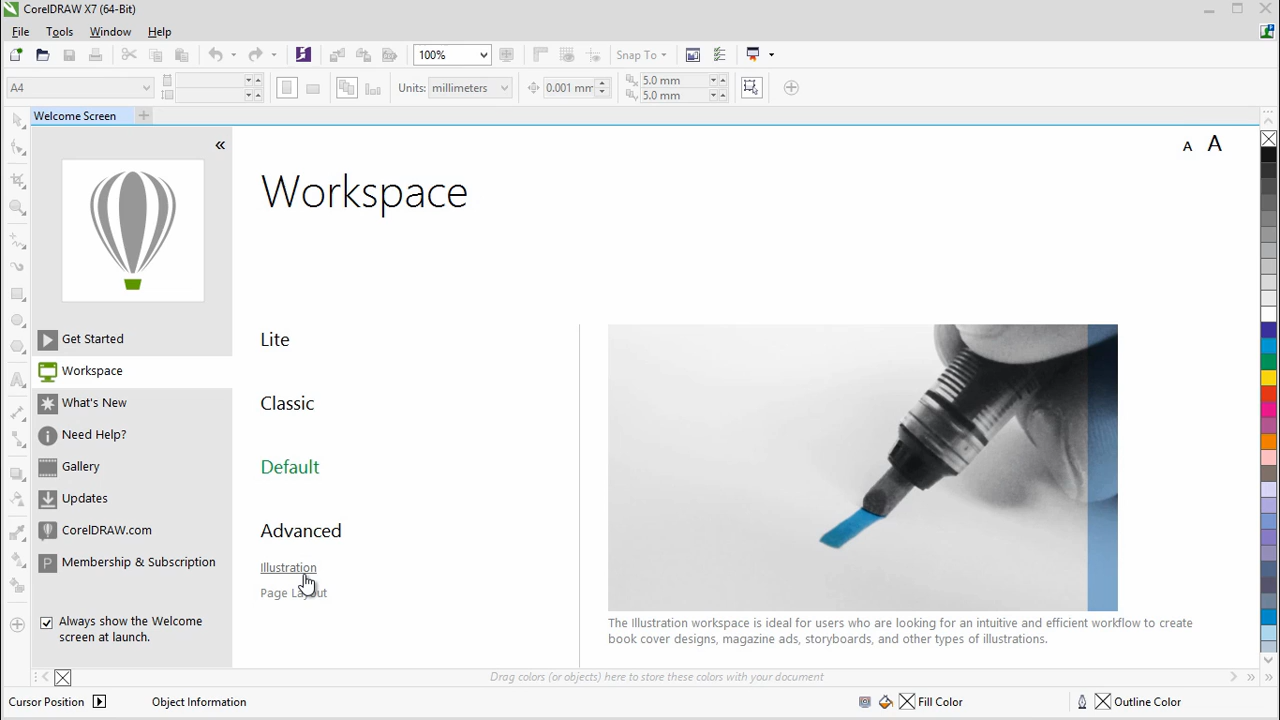 CorelDRAW X7 (64-Bit)
File Tools Window Help
100% Snap To
A4 Units: millimeters 0.001 mm 5.0 mm
5.0 mm
Welcome Screen
A A
Workspace
Get Started
Workspace
What's New
Need Help?
Gallery
Updates
CorelDRAW.com
Membership & Subscription
Always show the Welcome
screen at launch.
Lite
Classic
Default
Advanced
Illustration
Page Layout
The Illustration workspace is ideal for users who are looking for an intuitive and efficient workflow to create
book cover designs, magazine ads, storyboards, and other types of illustrations.
Drag colors (or objects) here to store these colors with your document
Cursor Position Object Information Fill Color Outline Color